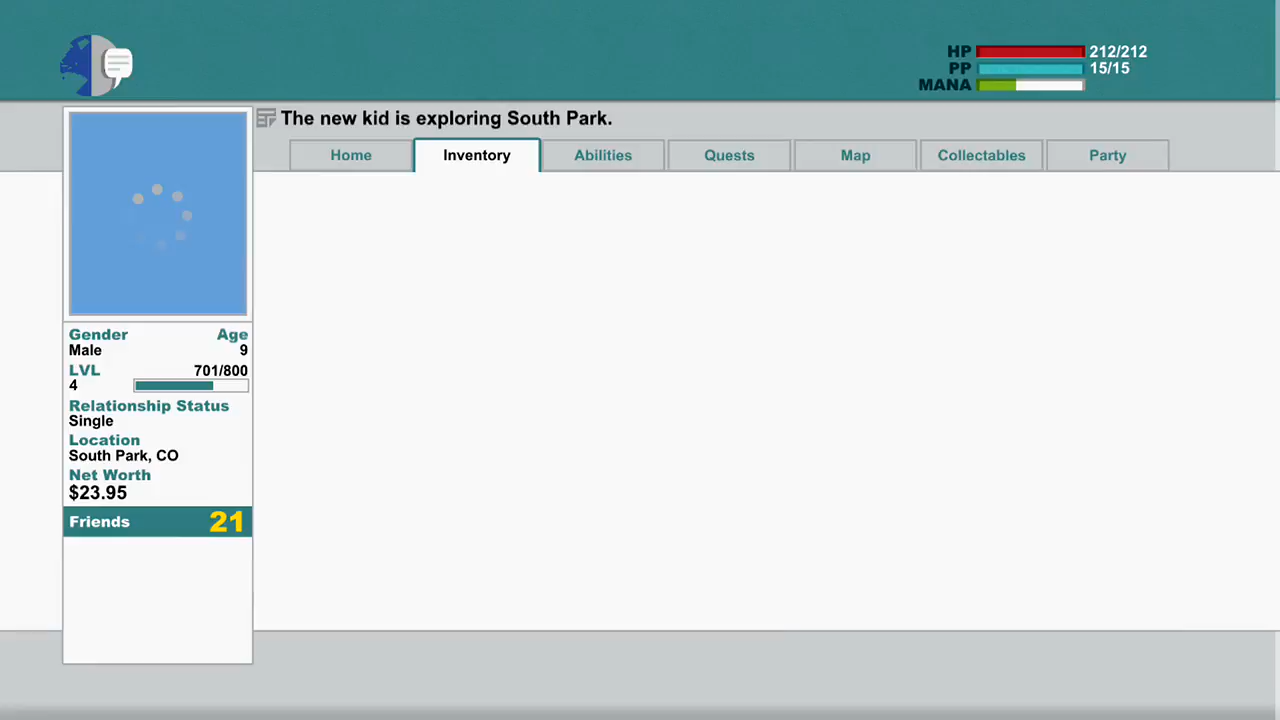 HP 212/212
PP 15/15
MANA
The new kid is exploring South Park.
Home Inventory Abilities Quests Map Collectables Party
Gender Age
Male 9
LVL 701/800
4
Relationship Status
Single
Location
South Park, CO
Net Worth
$23.95
Friends 21